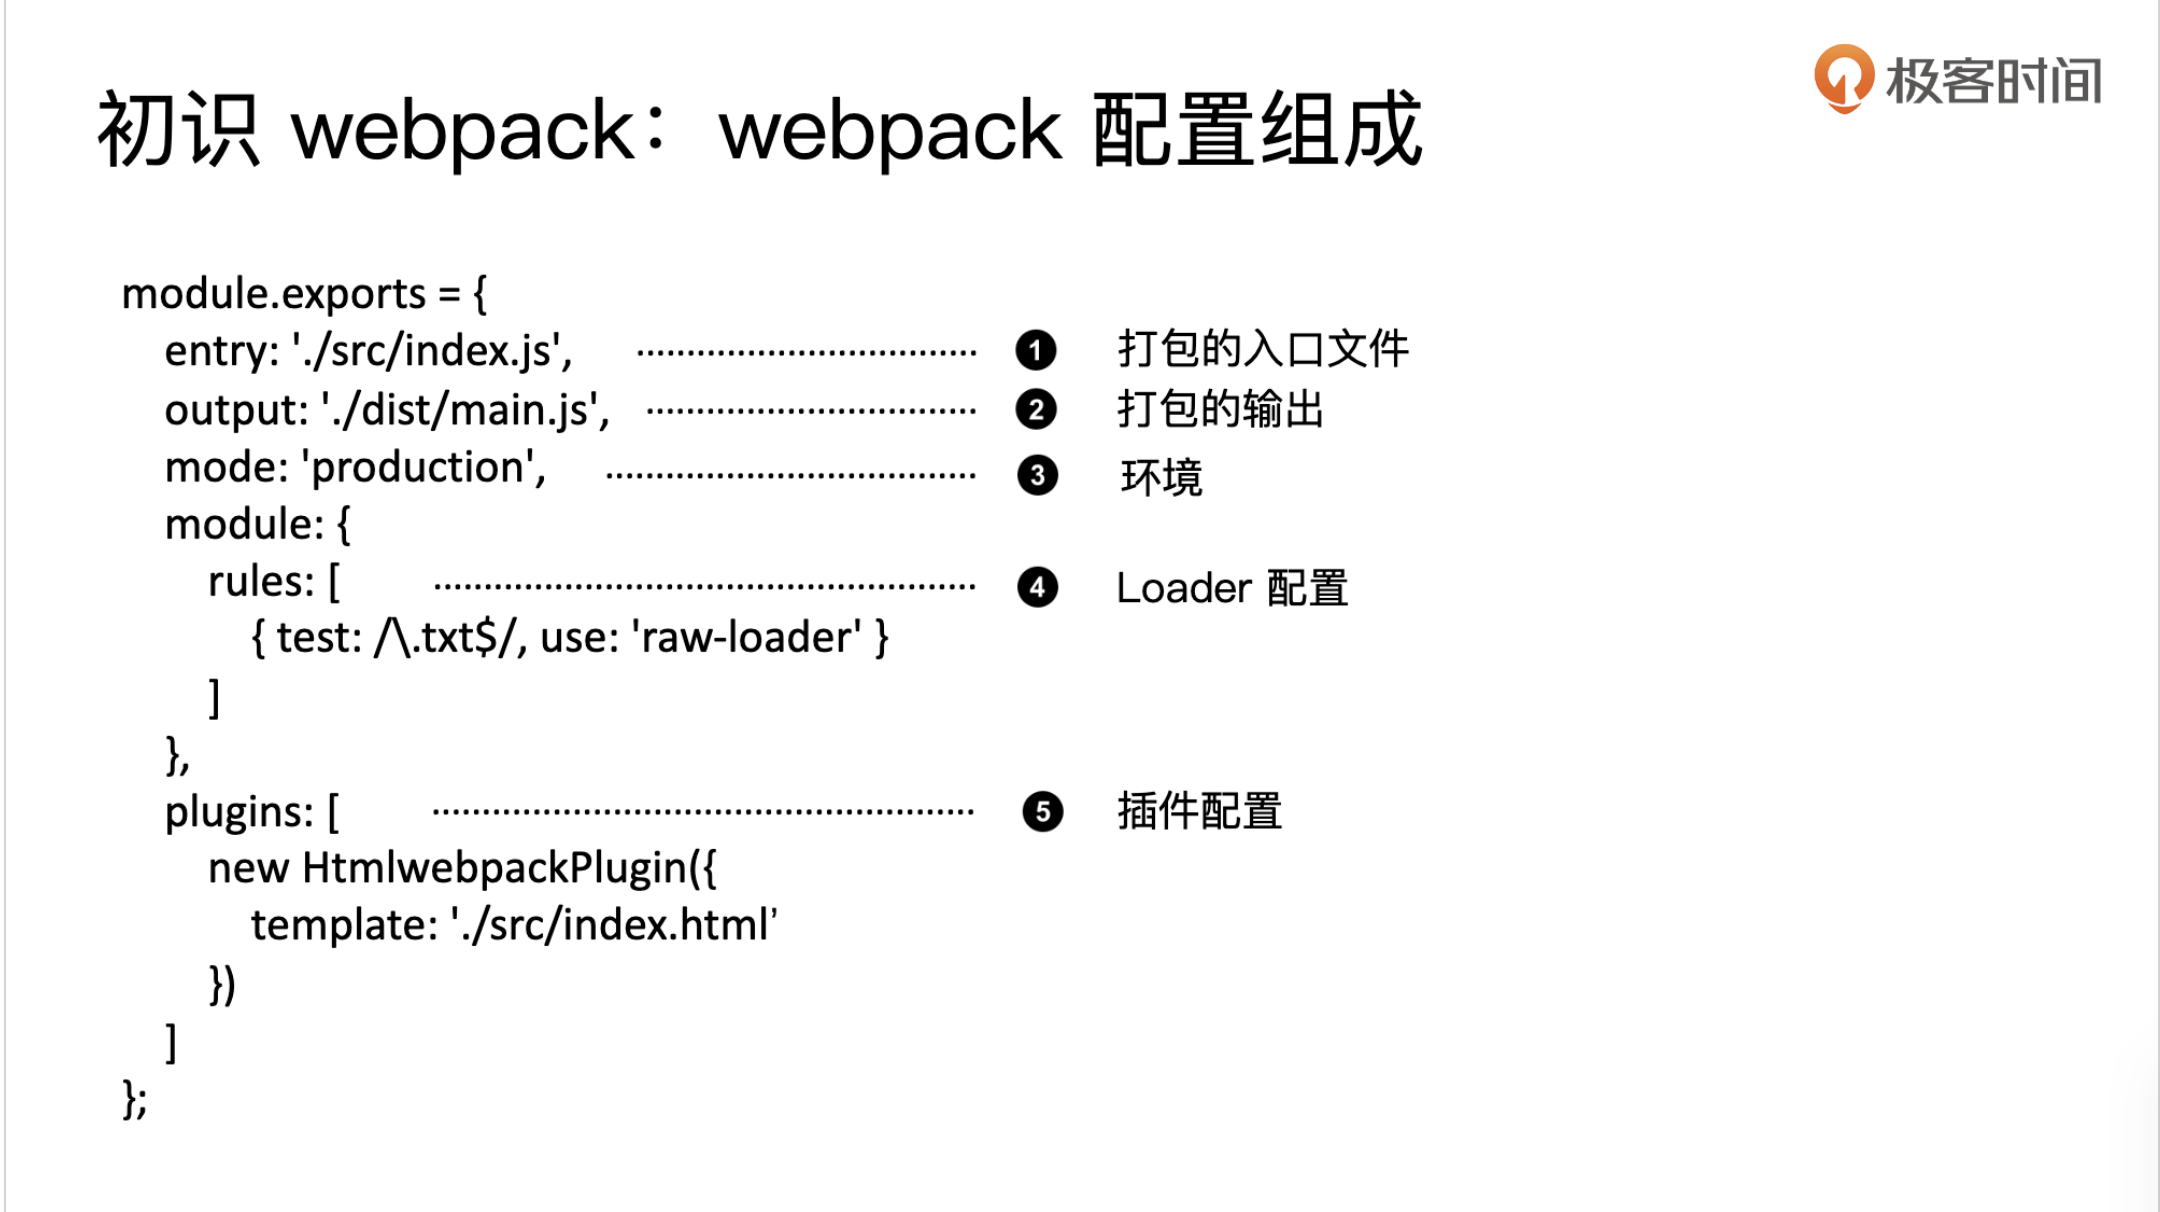 极客时间
初识 webpack：webpack 配置组成
module.exports = {
entry: './src/index.js', ❶ 打包的入口文件
output: './dist/main.js', ❷ 打包的输出
mode: 'production', ❸ 环境
module: {
rules: [ ❹ Loader 配置
{ test: /\.txt$/, use: 'raw-loader' }
]
},
plugins: [ ❺ 插件配置
new HtmlwebpackPlugin({
template: './src/index.html’
})
]
};